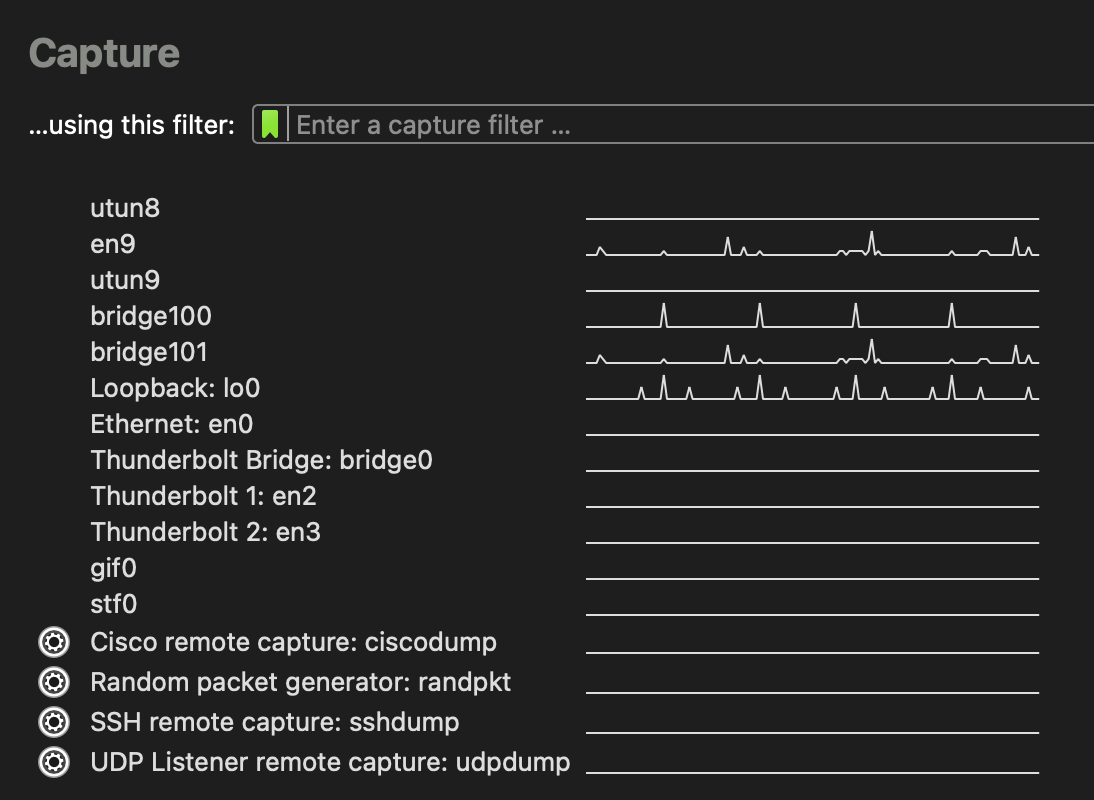 Capture
...using this filter: Enter a capture filter ...
utun8
en9
utun9
bridge100
bridge101
Loopback: lo0
Ethernet: en0
Thunderbolt Bridge: bridge0
Thunderbolt 1: en2
Thunderbolt 2: en3
gif0
stf0
Cisco remote capture: ciscodump
Random packet generator: randpkt
SSH remote capture: sshdump
UDP Listener remote capture: udpdump